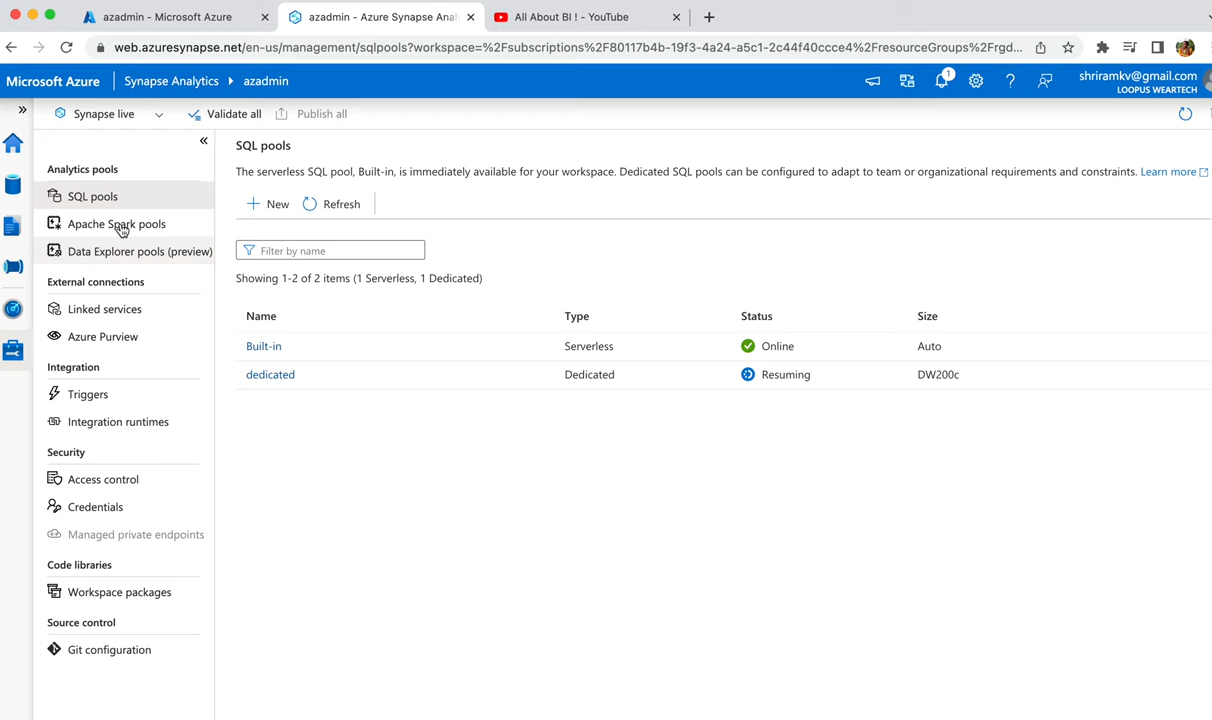 azadmin - Microsoft Azure
azadmin - Azure Synapse Ana
All About BI ! - YouTube
web.azuresynapse.net/en-us/management/sqlpools?workspace=%2Fsubscriptions%2F80117b4b-19f3-4a24-a5c1-2c44f40ccce4%2FresourceGroups%2Frgd...
Microsoft Azure
Synapse Analytics
azadmin
1
shriramkv@gmail.com
LOOPUS WEARTECH
Synapse live
Validate all
Publish all
Analytics pools
SQL pools
Apache Spark pools
Data Explorer pools (preview)
External connections
Linked services
Azure Purview
Integration
Triggers
Integration runtimes
Security
Access control
Credentials
Managed private endpoints
Code libraries
Workspace packages
Source control
Git configuration
SQL pools
The serverless SQL pool, Built-in, is immediately available for your workspace. Dedicated SQL pools can be configured to adapt to team or organizational requirements and constraints. Learn more
New
Refresh
Filter by name
Showing 1-2 of 2 items (1 Serverless, 1 Dedicated)
Name Type Status Size
Built-in Serverless Online Auto
dedicated Dedicated Resuming DW200c